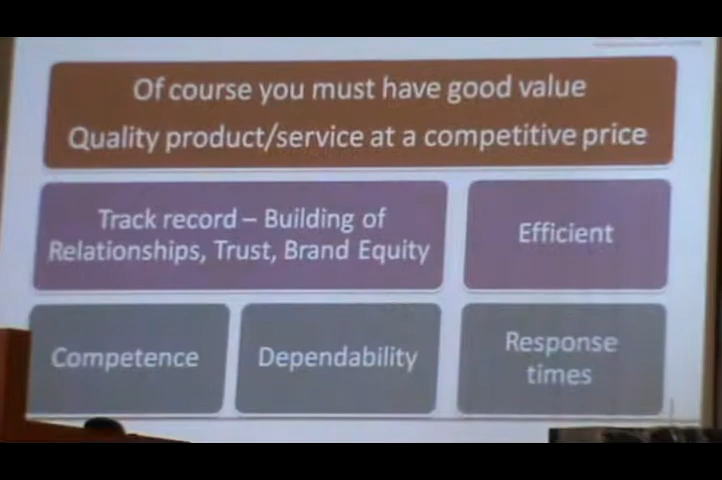 Of course you must have good value
Quality product/service at a competitive price
Track record – Building of
Relationships, Trust, Brand Equity
Efficient
Competence
Dependability
Response
times